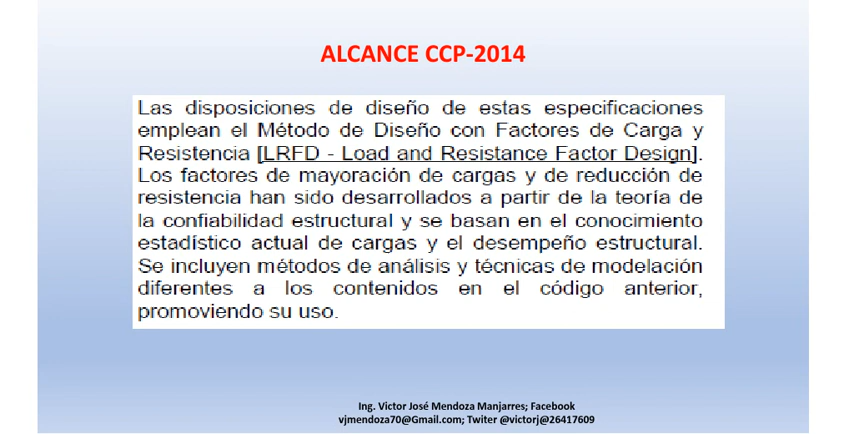 ALCANCE CCP-2014
Las disposiciones de diseño de estas especificaciones
emplean el Método de Diseño con Factores de Carga y
Resistencia [LRFD - Load and Resistance Factor Design].
Los factores de mayoración de cargas y de reducción de
resistencia han sido desarrollados a partir de la teoría de
la confiabilidad estructural y se basan en el conocimiento
estadístico actual de cargas y el desempeño estructural.
Se incluyen métodos de análisis y técnicas de modelación
diferentes a los contenidos en el código anterior,
promoviendo su uso.
Ing. Victor José Mendoza Manjarres; Facebook
vjmendoza70@Gmail.com; Twiter @victorj@26417609